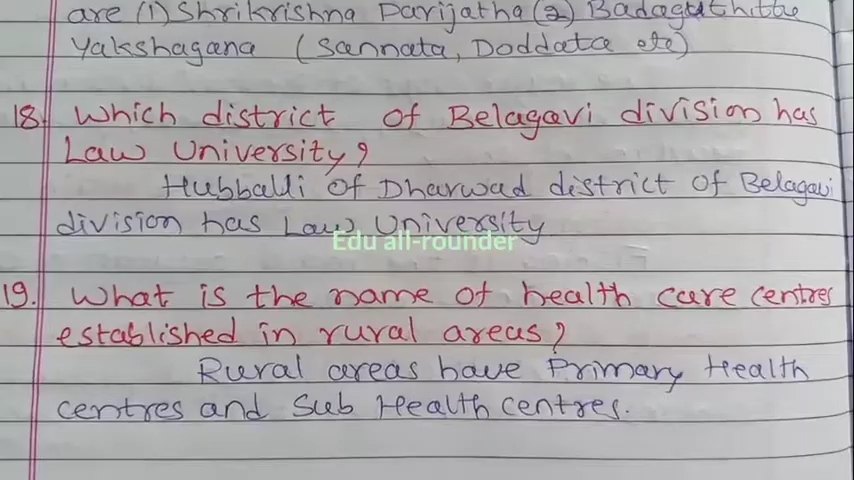 are (1) Shrikrishna Parijatha (2) Badaguthittu
Yakshagana (Sannata, Doddata etc)
18. Which district of Belagavi division has
Law University?
Hubballi of Dharwad district of Belagavi
division has Law University
Edu all-rounder
19. What is the name of health care centres
established in rural areas?
Rural areas have Primary Health
centres and Sub Health centres.